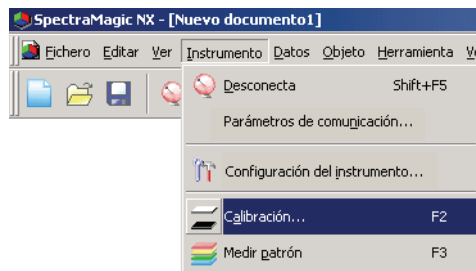 SpectraMagic NX - [Nuevo documento1]
Fichero Editar Ver Instrumento Datos Objeto Herramienta
Desconecta Shift+F5
Parámetros de comunicación...
Configuración del instrumento...
Calibración... F2
Medir patrón F3